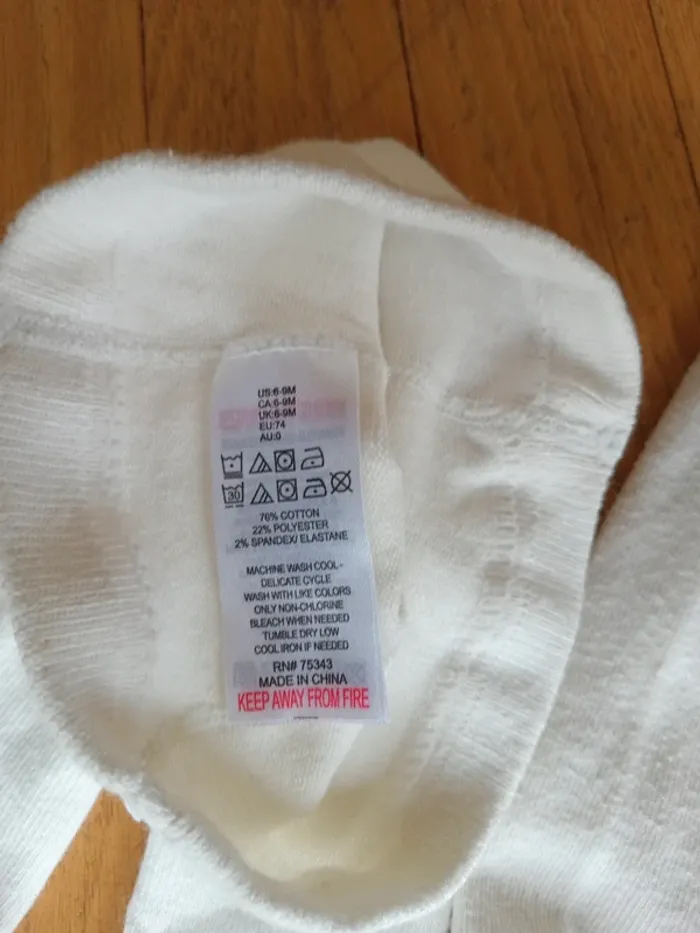 US:6-9M
CA:6-9M
UK:6-9M
EU:74
AU:0
30
76% COTTON
22% POLYESTER
2% SPANDEX/ ELASTANE
MACHINE WASH COOL-
DELICATE CYCLE
WASH WITH LIKE COLORS
ONLY NON-CHLORINE
BLEACH WHEN NEEDED
TUMBLE DRY LOW
COOL IRON IF NEEDED
RN# 75343
MADE IN CHINA
KEEP AWAY FROM FIRE